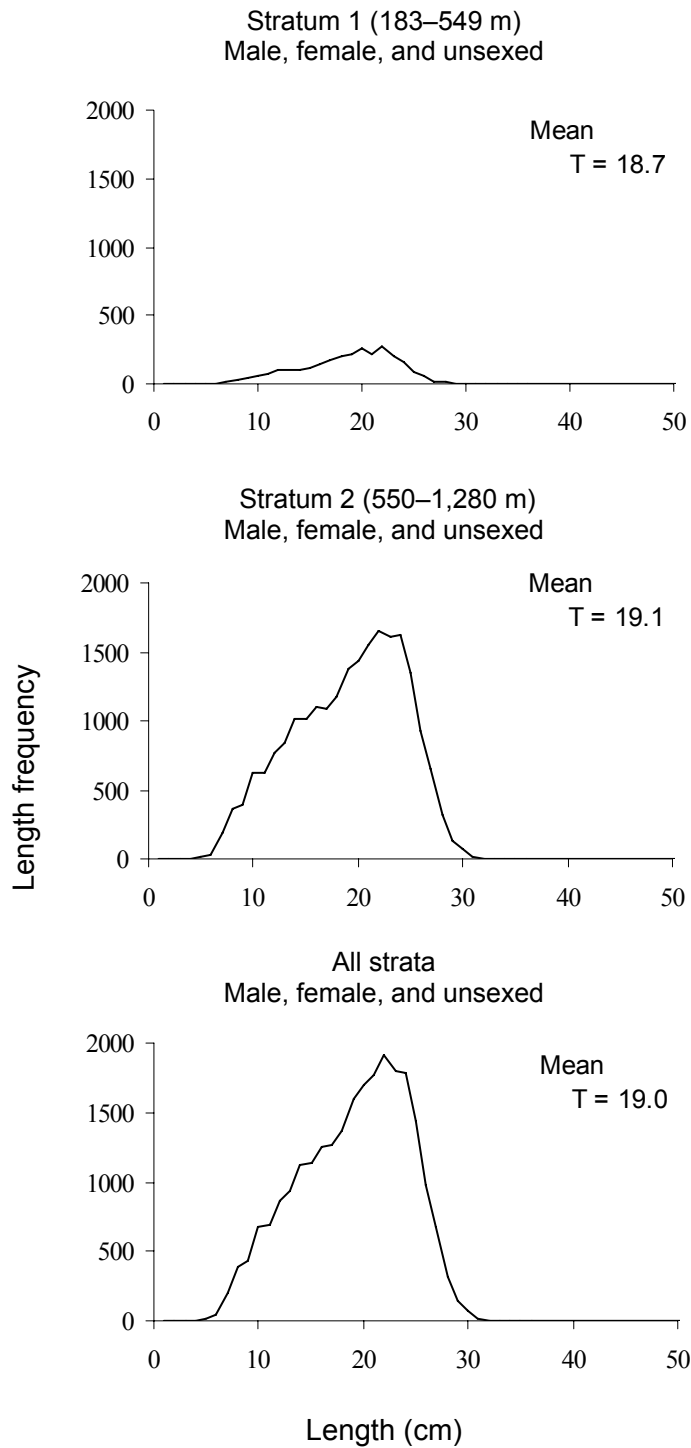 Stratum 1 (183–549 m)
Male, female, and unsexed
2000
1500
1000
500
0
Mean
T = 18.7
0 10 20 30 40 50
Stratum 2 (550–1,280 m)
Male, female, and unsexed
Length frequency
2000
1500
1000
500
0
Mean
T = 19.1
0 10 20 30 40 50
All strata
Male, female, and unsexed
2000
1500
1000
500
0
Mean
T = 19.0
0 10 20 30 40 50
Length (cm)